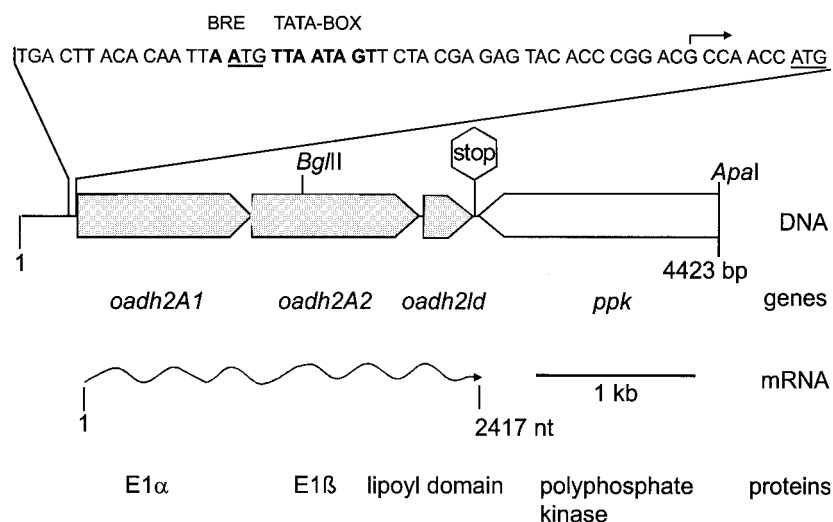 BRE TATA-BOX
TGA CTT ACA CAA TTA ATG TTA ATA GTT CTA CGA GAG TAC ACC CGG ACG CCA ACC ATG
stop
BglII
ApaI
DNA
1
4423 bp
oadh2A1 oadh2A2 oadh2ld ppk genes
mRNA
1 kb
1
2417 nt
E1α E1ß lipoyl domain polyphosphate kinase proteins